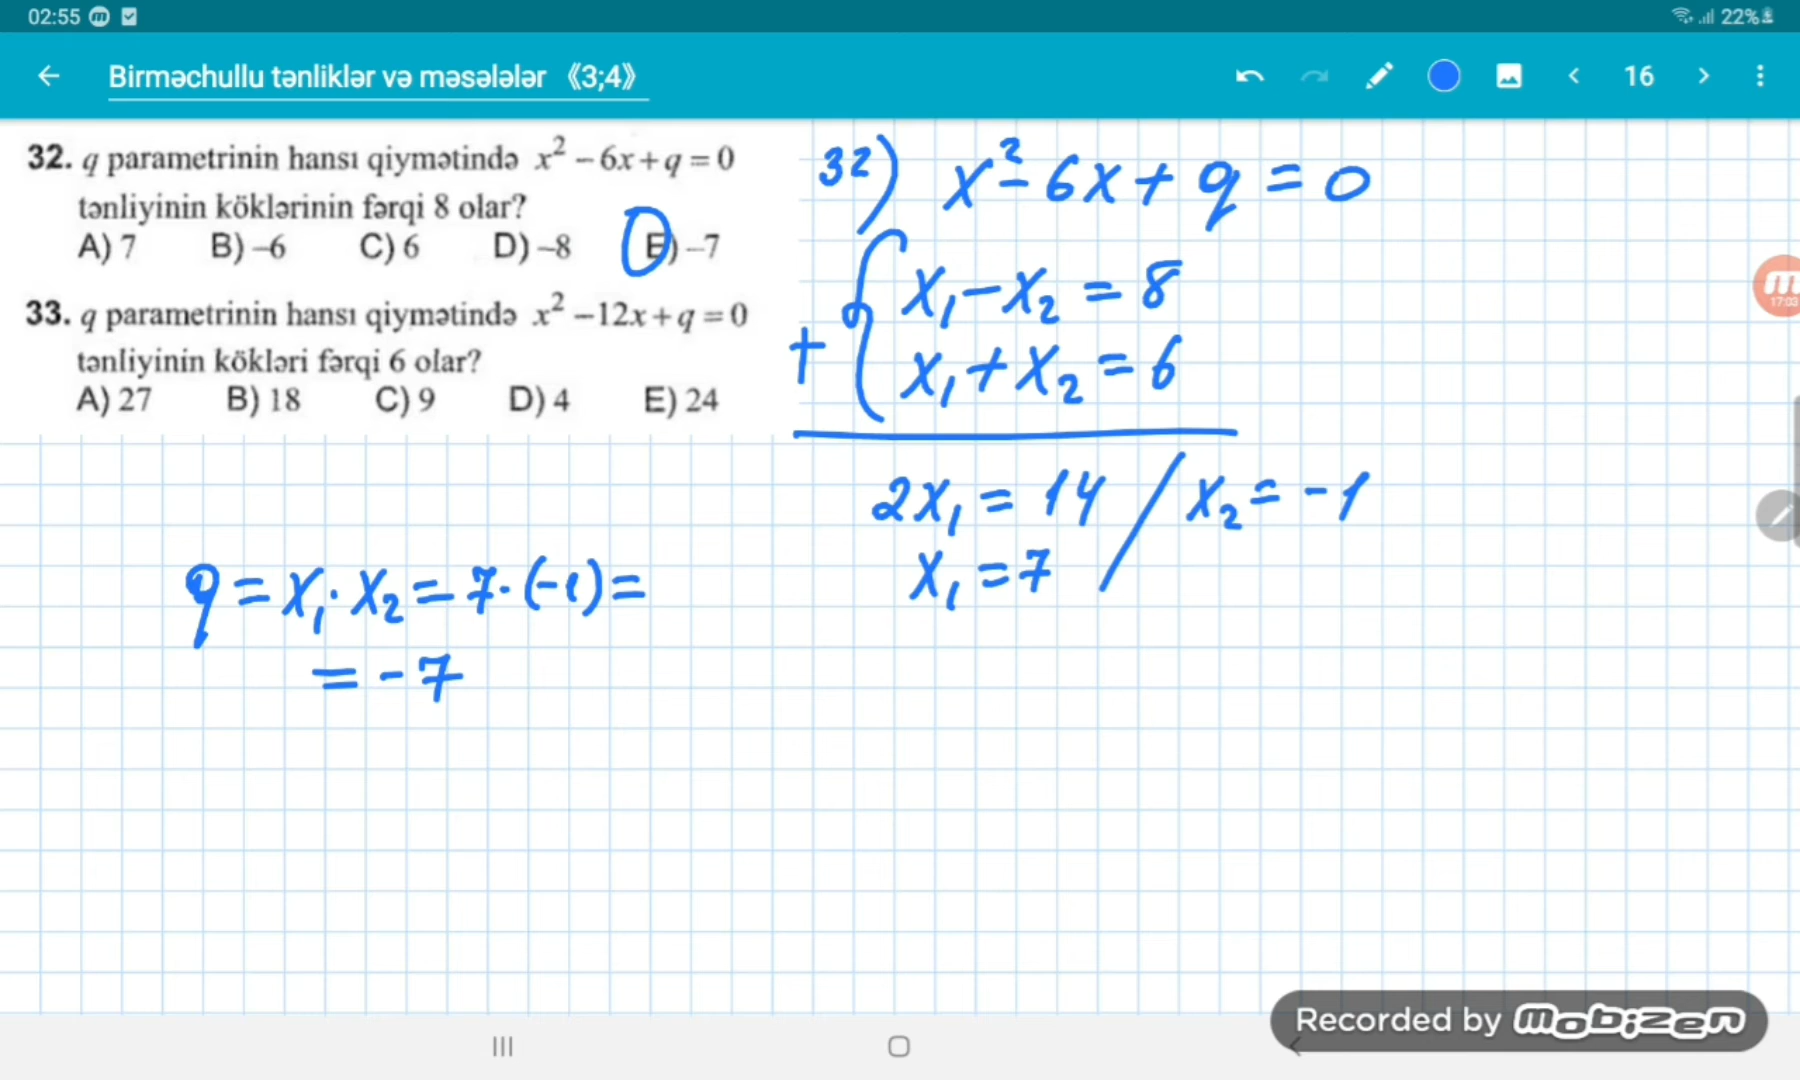 02:55
22%
Birməchullu tənliklər və məsələlər 《3;4》
16
32. q parametrinin hansı qiymətində x² – 6x + q = 0
tənliyinin köklərinin fərqi 8 olar?
A) 7 B) –6 C) 6 D) –8 E) –7
33. q parametrinin hansı qiymətində x² – 12x + q = 0
tənliyinin kökləri fərqi 6 olar?
A) 27 B) 18 C) 9 D) 4 E) 24
32) x² - 6x + q = 0
x₁ - x₂ = 8
+ x₁ + x₂ = 6
2x₁ = 14 / x₂ = -1
x₁ = 7
q = x₁ · x₂ = 7 · (-1) =
= -7
17:03
Recorded by mobizen